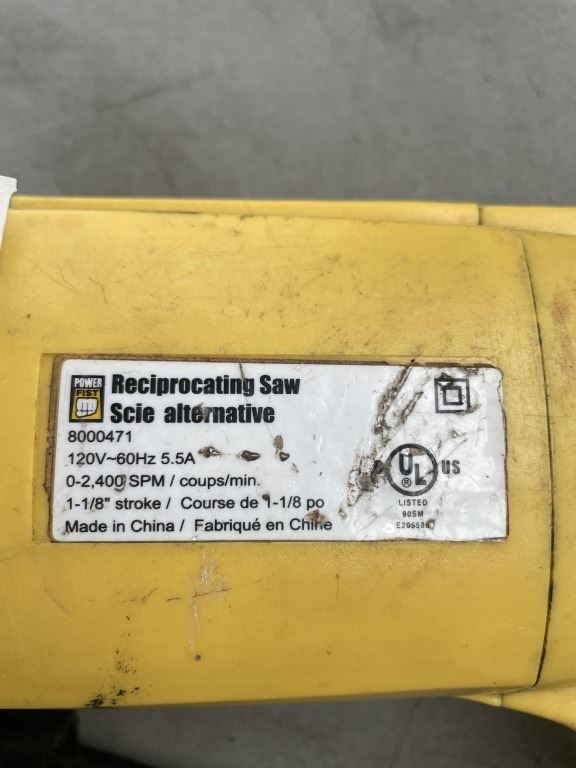 POWER
FIST
Reciprocating Saw
Scie alternative
8000471
120V~60Hz 5.5A
0-2,400 SPM / coups/min.
1-1/8" stroke / Course de 1-1/8 po
Made in China / Fabriqué en Chine
UL
®
US
LISTED
90SM